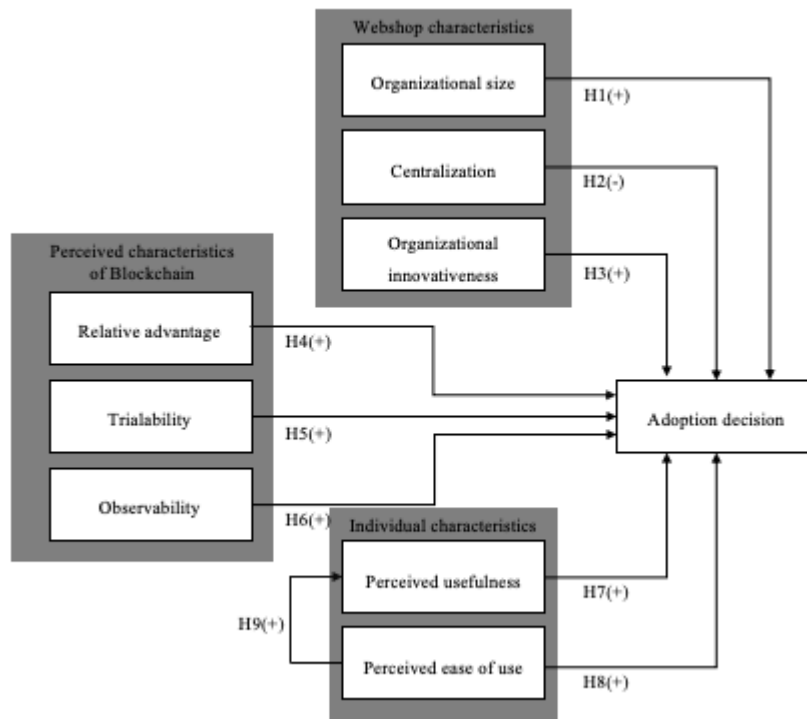 Webshop characteristics
Organizational size
H1(+)
Centralization
H2(-)
Organizational
innovativeness
H3(+)
Perceived characteristics
of Blockchain
Relative advantage
H4(+)
Trialability
H5(+)
Adoption decision
Observability
H6(+)
Individual characteristics
Perceived usefulness
H7(+)
H9(+)
Perceived ease of use
H8(+)